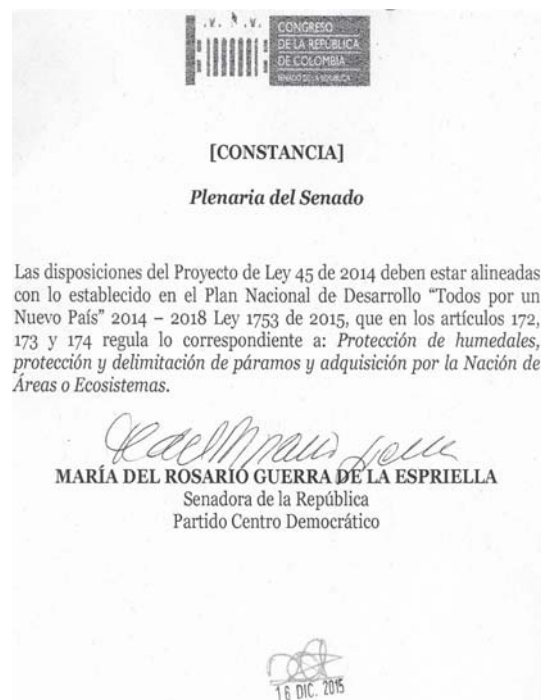 CONGRESO
DE LA REPÚBLICA
DE COLOMBIA
SENADO DE LA REPÚBLICA
[CONSTANCIA]
Plenaria del Senado
Las disposiciones del Proyecto de Ley 45 de 2014 deben estar alineadas
con lo establecido en el Plan Nacional de Desarrollo “Todos por un
Nuevo País” 2014 – 2018 Ley 1753 de 2015, que en los artículos 172,
173 y 174 regula lo correspondiente a: Protección de humedales,
protección y delimitación de páramos y adquisición por la Nación de
Áreas o Ecosistemas.
MARÍA DEL ROSARIO GUERRA DE LA ESPRIELLA
Senadora de la República
Partido Centro Democrático
16 DIC. 2015